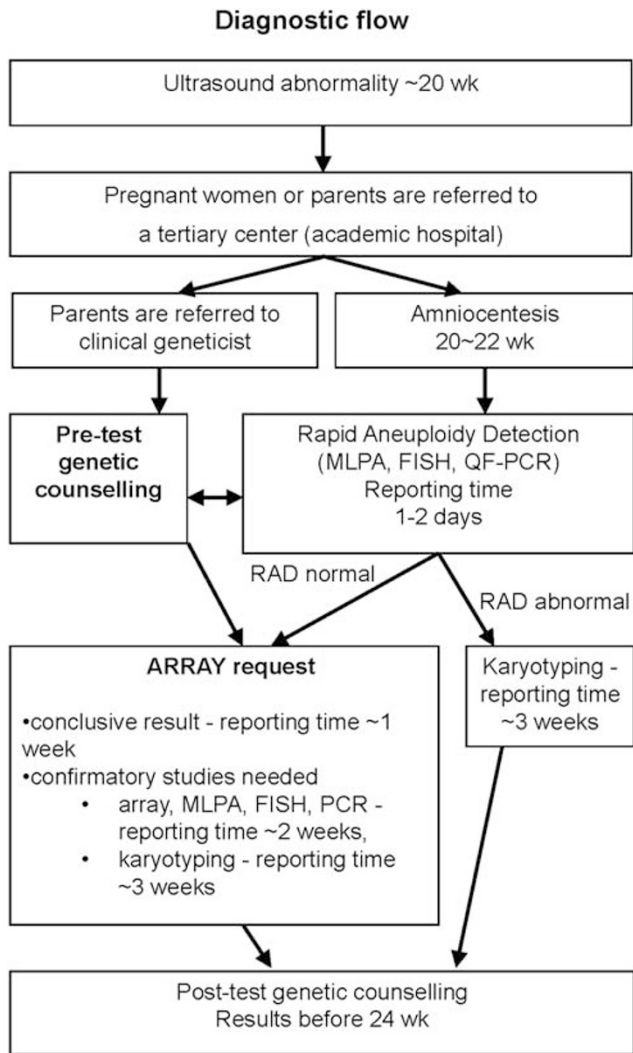 Diagnostic flow
Ultrasound abnormality ~20 wk
Pregnant women or parents are referred to
a tertiary center (academic hospital)
Parents are referred to
clinical geneticist
Amniocentesis
20~22 wk
Pre-test
genetic
counselling
Rapid Aneuploidy Detection
(MLPA, FISH, QF-PCR)
Reporting time
1-2 days
RAD normal
RAD abnormal
ARRAY request
•conclusive result - reporting time ~1
week
•confirmatory studies needed
• array, MLPA, FISH, PCR -
reporting time ~2 weeks,
• karyotyping - reporting time
~3 weeks
Karyotyping -
reporting time
~3 weeks
Post-test genetic counselling
Results before 24 wk